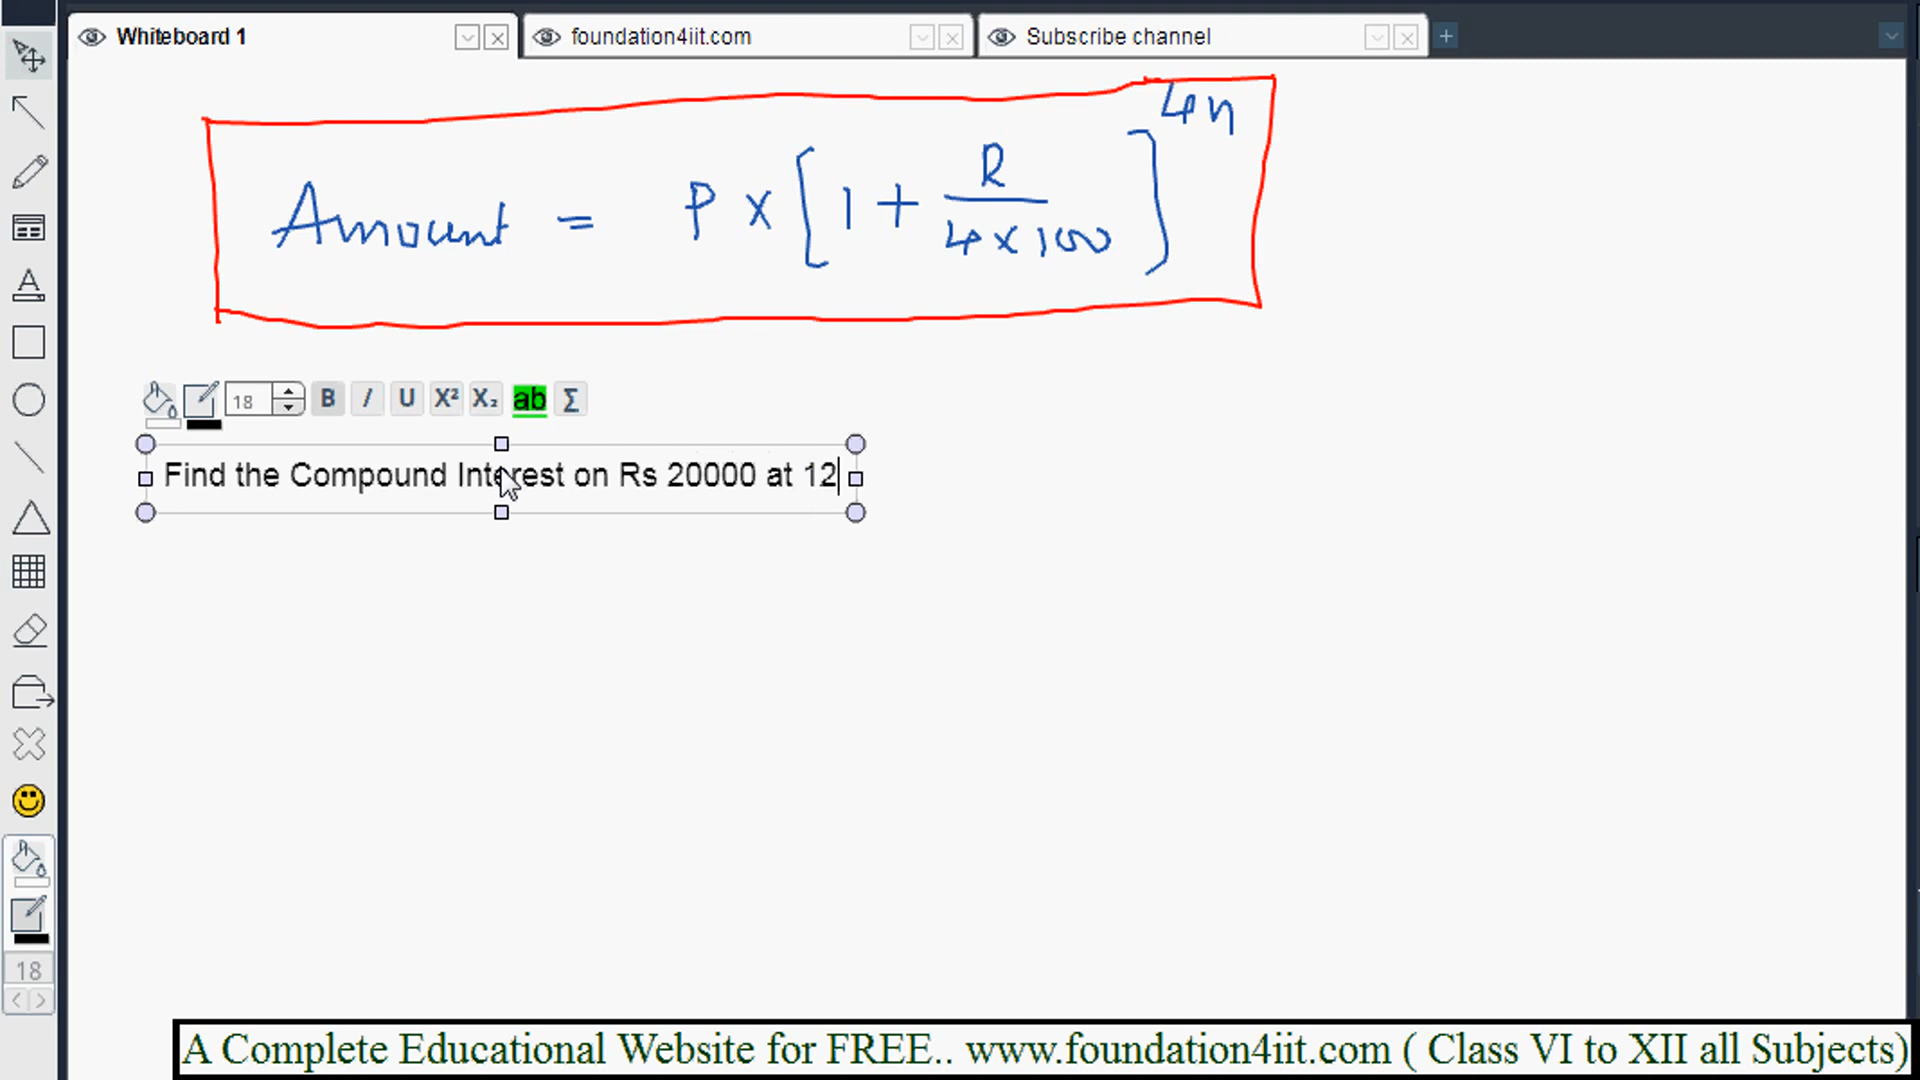 Whiteboard 1
foundation4iit.com
Subscribe channel
Amount = P x [1 + R / 4 x 100]^4n
18 B I U X² X₂ ab Σ
Find the Compound Interest on Rs 20000 at 12
18
A Complete Educational Website for FREE.. www.foundation4iit.com ( Class VI to XII all Subjects)